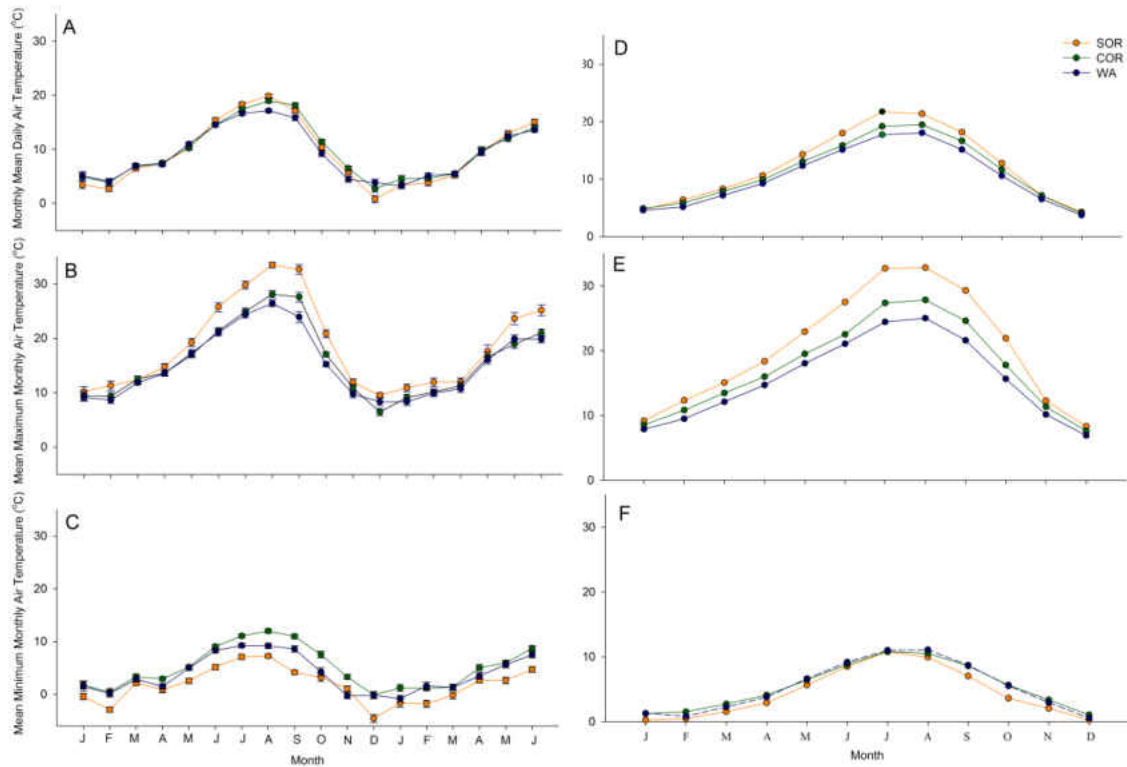 A
Monthly Mean Daily Air Temperature (°C)
30
20
10
0
D
SOR
COR
WA
30
20
10
0
B
Mean Maximum Monthly Air Temperature (°C)
30
20
10
0
E
30
20
10
0
C
Mean Minimum Monthly Air Temperature (°C)
30
20
10
0
J F M A M J J A S O N D J F M A M J
Month
F
30
20
10
0
J F M A M J J A S O N D
Month